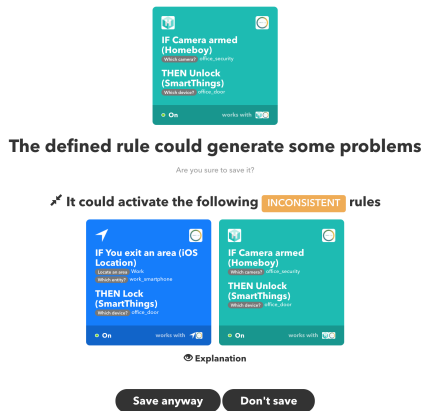 IF Camera armed
(Homeboy)
Which camera? office_security
THEN Unlock
(SmartThings)
Which device? office_door
On works with
The defined rule could generate some problems
Are you sure to save it?
It could activate the following INCONSISTENT rules
IF You exit an area (iOS
Location)
Locate an area Work
Which entity? work_smartphone
THEN Lock
(SmartThings)
Which device? office_door
On works with
IF Camera armed
(Homeboy)
Which camera? office_security
THEN Unlock
(SmartThings)
Which device? office_door
On works with
Explanation
Save anyway Don't save